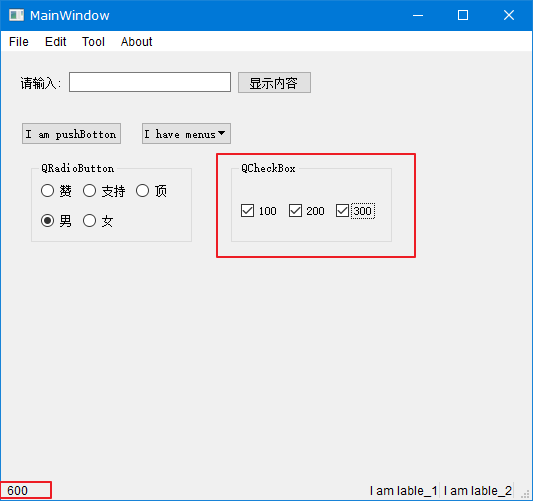 MainWindow
File Edit Tool About
请输入: 显示内容
I am pushBotton I have menus
QRadioButton QCheckBox
赞 支持 顶
100 200 300
男 女
600 I am lable_1 I am lable_2